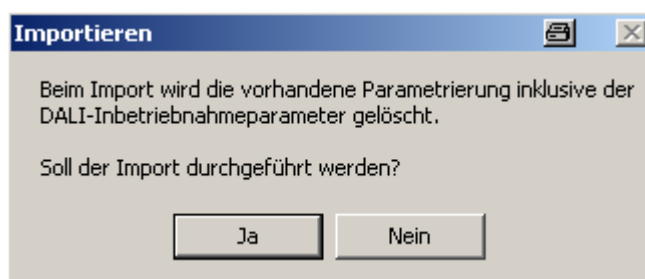 Importieren
Beim Import wird die vorhandene Parametrierung inklusive der
DALI-Inbetriebnahmeparameter gelöscht.
Soll der Import durchgeführt werden?
Ja
Nein